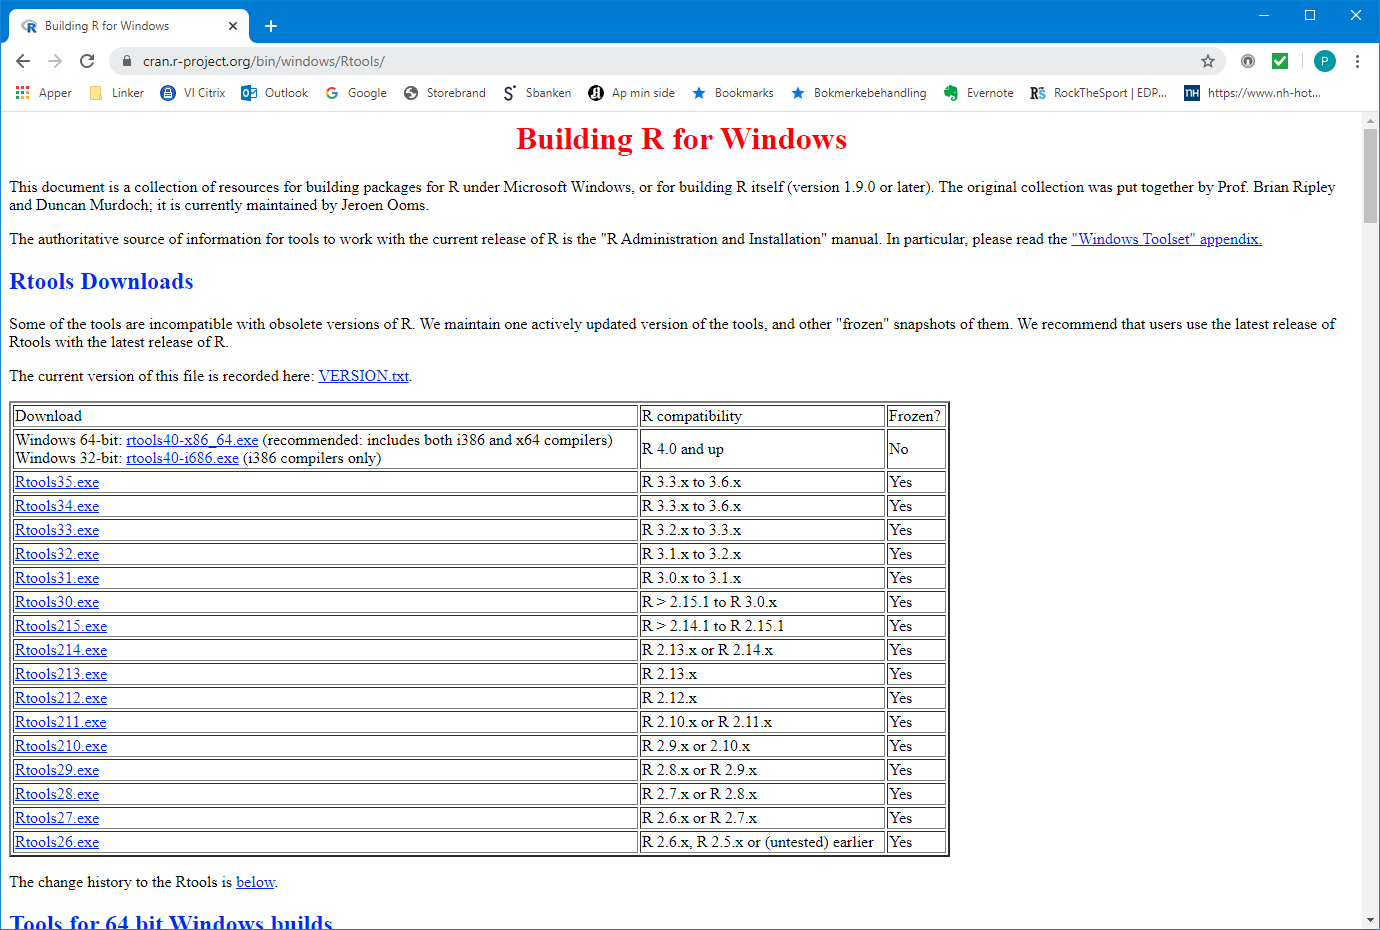 Building R for Windows
cran.r-project.org/bin/windows/Rtools/
P
Apper Linker VI Citrix Outlook Google Storebrand Sbanken Ap min side Bookmarks Bokmerkebehandling Evernote RockTheSport | EDP... https://www.nh-hot...
Building R for Windows
This document is a collection of resources for building packages for R under Microsoft Windows, or for building R itself (version 1.9.0 or later). The original collection was put together by Prof. Brian Ripley
and Duncan Murdoch; it is currently maintained by Jeroen Ooms.
The authoritative source of information for tools to work with the current release of R is the "R Administration and Installation" manual. In particular, please read the "Windows Toolset" appendix.
Rtools Downloads
Some of the tools are incompatible with obsolete versions of R. We maintain one actively updated version of the tools, and other "frozen" snapshots of them. We recommend that users use the latest release of
Rtools with the latest release of R.
The current version of this file is recorded here: VERSION.txt.
Download R compatibility Frozen?
Windows 64-bit: rtools40-x86_64.exe (recommended: includes both i386 and x64 compilers)
Windows 32-bit: rtools40-i686.exe (i386 compilers only)
R 4.0 and up No
Rtools35.exe R 3.3.x to 3.6.x Yes
Rtools34.exe R 3.3.x to 3.6.x Yes
Rtools33.exe R 3.2.x to 3.3.x Yes
Rtools32.exe R 3.1.x to 3.2.x Yes
Rtools31.exe R 3.0.x to 3.1.x Yes
Rtools30.exe R > 2.15.1 to R 3.0.x Yes
Rtools215.exe R > 2.14.1 to R 2.15.1 Yes
Rtools214.exe R 2.13.x or R 2.14.x Yes
Rtools213.exe R 2.13.x Yes
Rtools212.exe R 2.12.x Yes
Rtools211.exe R 2.10.x or R 2.11.x Yes
Rtools210.exe R 2.9.x or 2.10.x Yes
Rtools29.exe R 2.8.x or R 2.9.x Yes
Rtools28.exe R 2.7.x or R 2.8.x Yes
Rtools27.exe R 2.6.x or R 2.7.x Yes
Rtools26.exe R 2.6.x, R 2.5.x or (untested) earlier Yes
The change history to the Rtools is below.
Tools for 64 bit Windows builds